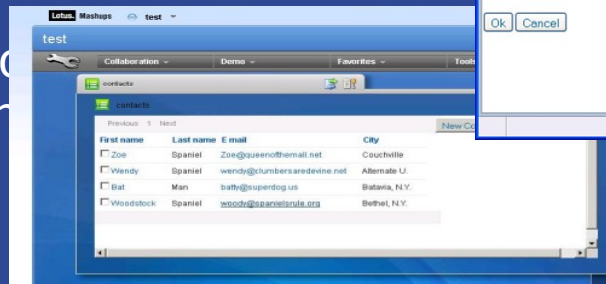 Lotus. Mashups test
test
Ok Cancel
Collaboration Demo Favorites Tools
contacts
contacts
Previous 1 Next
New Co
First name Last name E mail City
Zoe Spaniel Zoe@queenofthemall.net Couchville
Wendy Spaniel wendy@clumbersaredevine.net Alternate U.
Bat Man batty@superdog.us Batavia, N.Y.
Woodstock Spaniel woody@spanielsrule.org Bethel, N.Y.